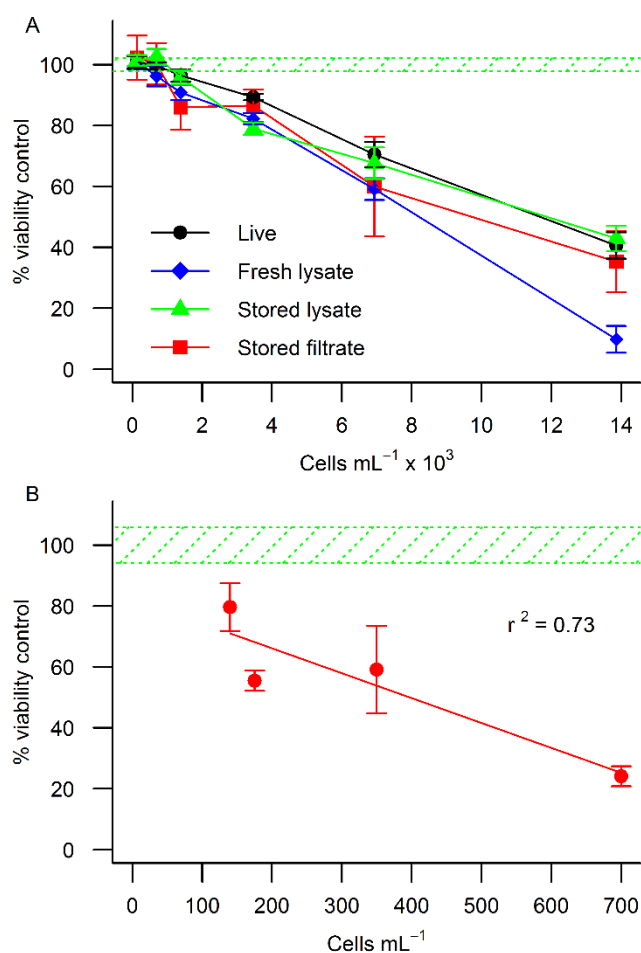 A
% viability control
100
80
60
40
20
0
Live
Fresh lysate
Stored lysate
Stored filtrate
0 2 4 6 8 10 12 14
Cells mL⁻¹ x 10³
B
% viability control
100
80
60
40
20
0
r ² = 0.73
0 100 200 300 400 500 600 700
Cells mL⁻¹